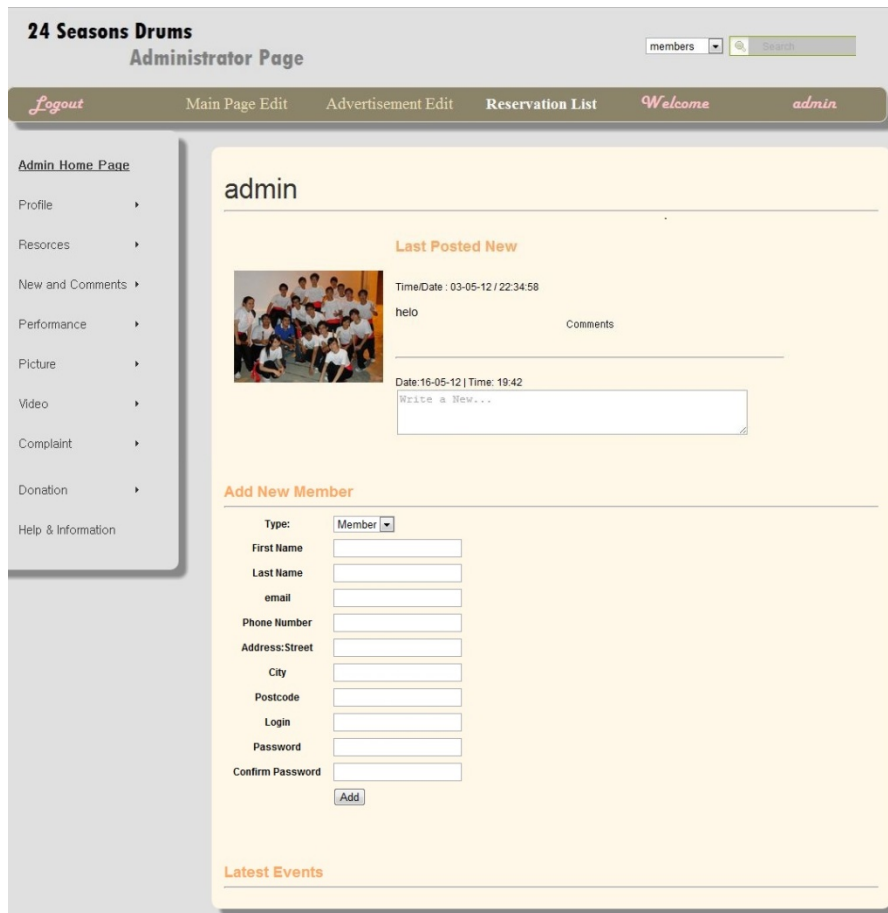 24 Seasons Drums
Administrator Page
members
Search
Logout Main Page Edit Advertisement Edit Reservation List Welcome admin
Admin Home Page
Profile
Resorces
New and Comments
Performance
Picture
Video
Complaint
Donation
Help & Information
admin
Last Posted New
Time/Date : 03-05-12 / 22:34:58
helo
Comments
Date:16-05-12 | Time: 19:42
Write a New...
Add New Member
Type: Member
First Name
Last Name
email
Phone Number
Address:Street
City
Postcode
Login
Password
Confirm Password
Add
Latest Events